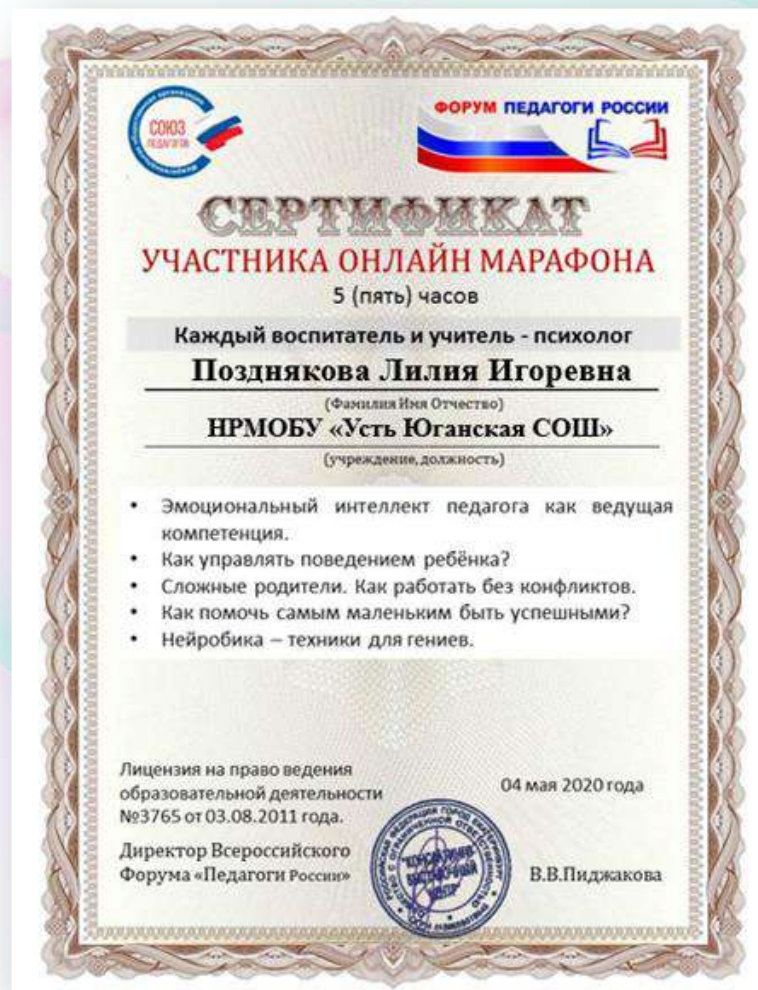 СОЮЗ
ПЕДАГОГОВ
ФОРУМ ПЕДАГОГИ РОССИИ
СЕРТИФИКАТ
УЧАСТНИКА ОНЛАЙН МАРАФОНА
5 (пять) часов
Каждый воспитатель и учитель - психолог
Позднякова Лилия Игоревна
(Фамилия Имя Отчество)
НРМОБУ «Усть Юганская СОШ»
(учреждение, должность)
• Эмоциональный интеллект педагога как ведущая
компетенция.
• Как управлять поведением ребёнка?
• Сложные родители. Как работать без конфликтов.
• Как помочь самым маленьким быть успешными?
• Нейробика – техники для гениев.
Лицензия на право ведения
образовательной деятельности
№3765 от 03.08.2011 года.
04 мая 2020 года
Директор Всероссийского
Форума «Педагоги России»
В.В.Пиджакова